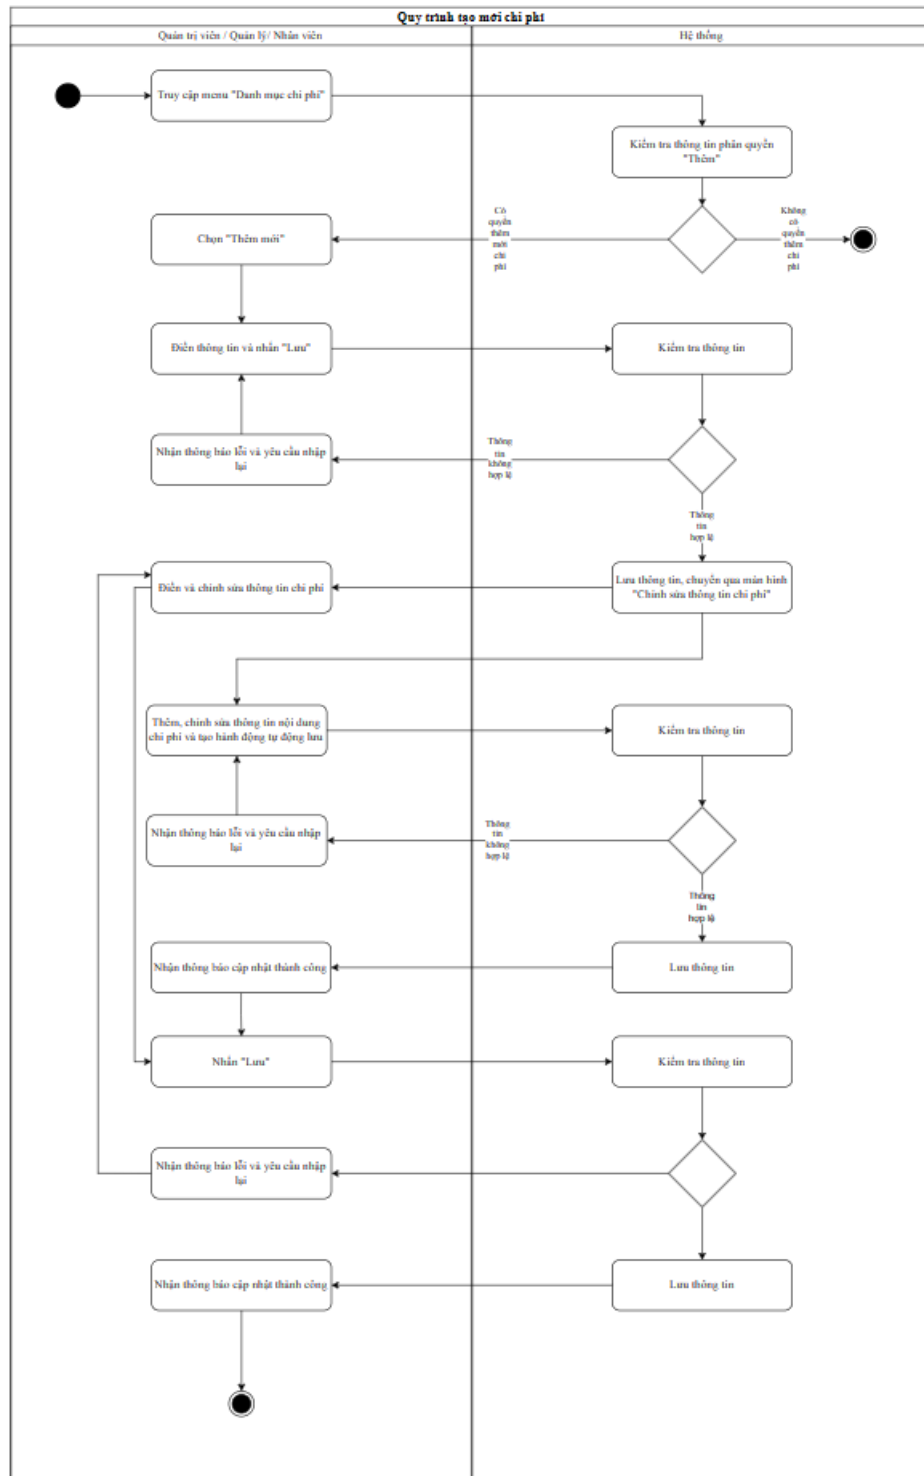 Quy trình tạo mới chi phí
Quản trị viên / Quản lý/ Nhân viên
Hệ thống
Truy cập menu "Danh mục chi phí"
Kiểm tra thông tin phân quyền
"Thêm"
Có
quyền
thêm
mới
chi
phí
Không
có
quyền
thêm
chi
phí
Chọn "Thêm mới"
Điền thông tin và nhấn "Lưu"
Kiểm tra thông tin
Nhận thông báo lỗi và yêu cầu nhập
lại
Thông
tin
không
hợp lệ
Thông
tin
hợp lệ
Điền và chỉnh sửa thông tin chi phí
Lưu thông tin, chuyển qua màn hình
"Chỉnh sửa thông tin chi phí"
Thêm, chỉnh sửa thông tin nội dung
chi phí và tạo hành động tự động lưu
Kiểm tra thông tin
Nhận thông báo lỗi và yêu cầu nhập
lại
Thông
tin
không
hợp lệ
Thông
tin
hợp lệ
Nhận thông báo cập nhật thành công
Lưu thông tin
Nhấn "Lưu"
Kiểm tra thông tin
Nhận thông báo lỗi và yêu cầu nhập
lại
Nhận thông báo cập nhật thành công
Lưu thông tin